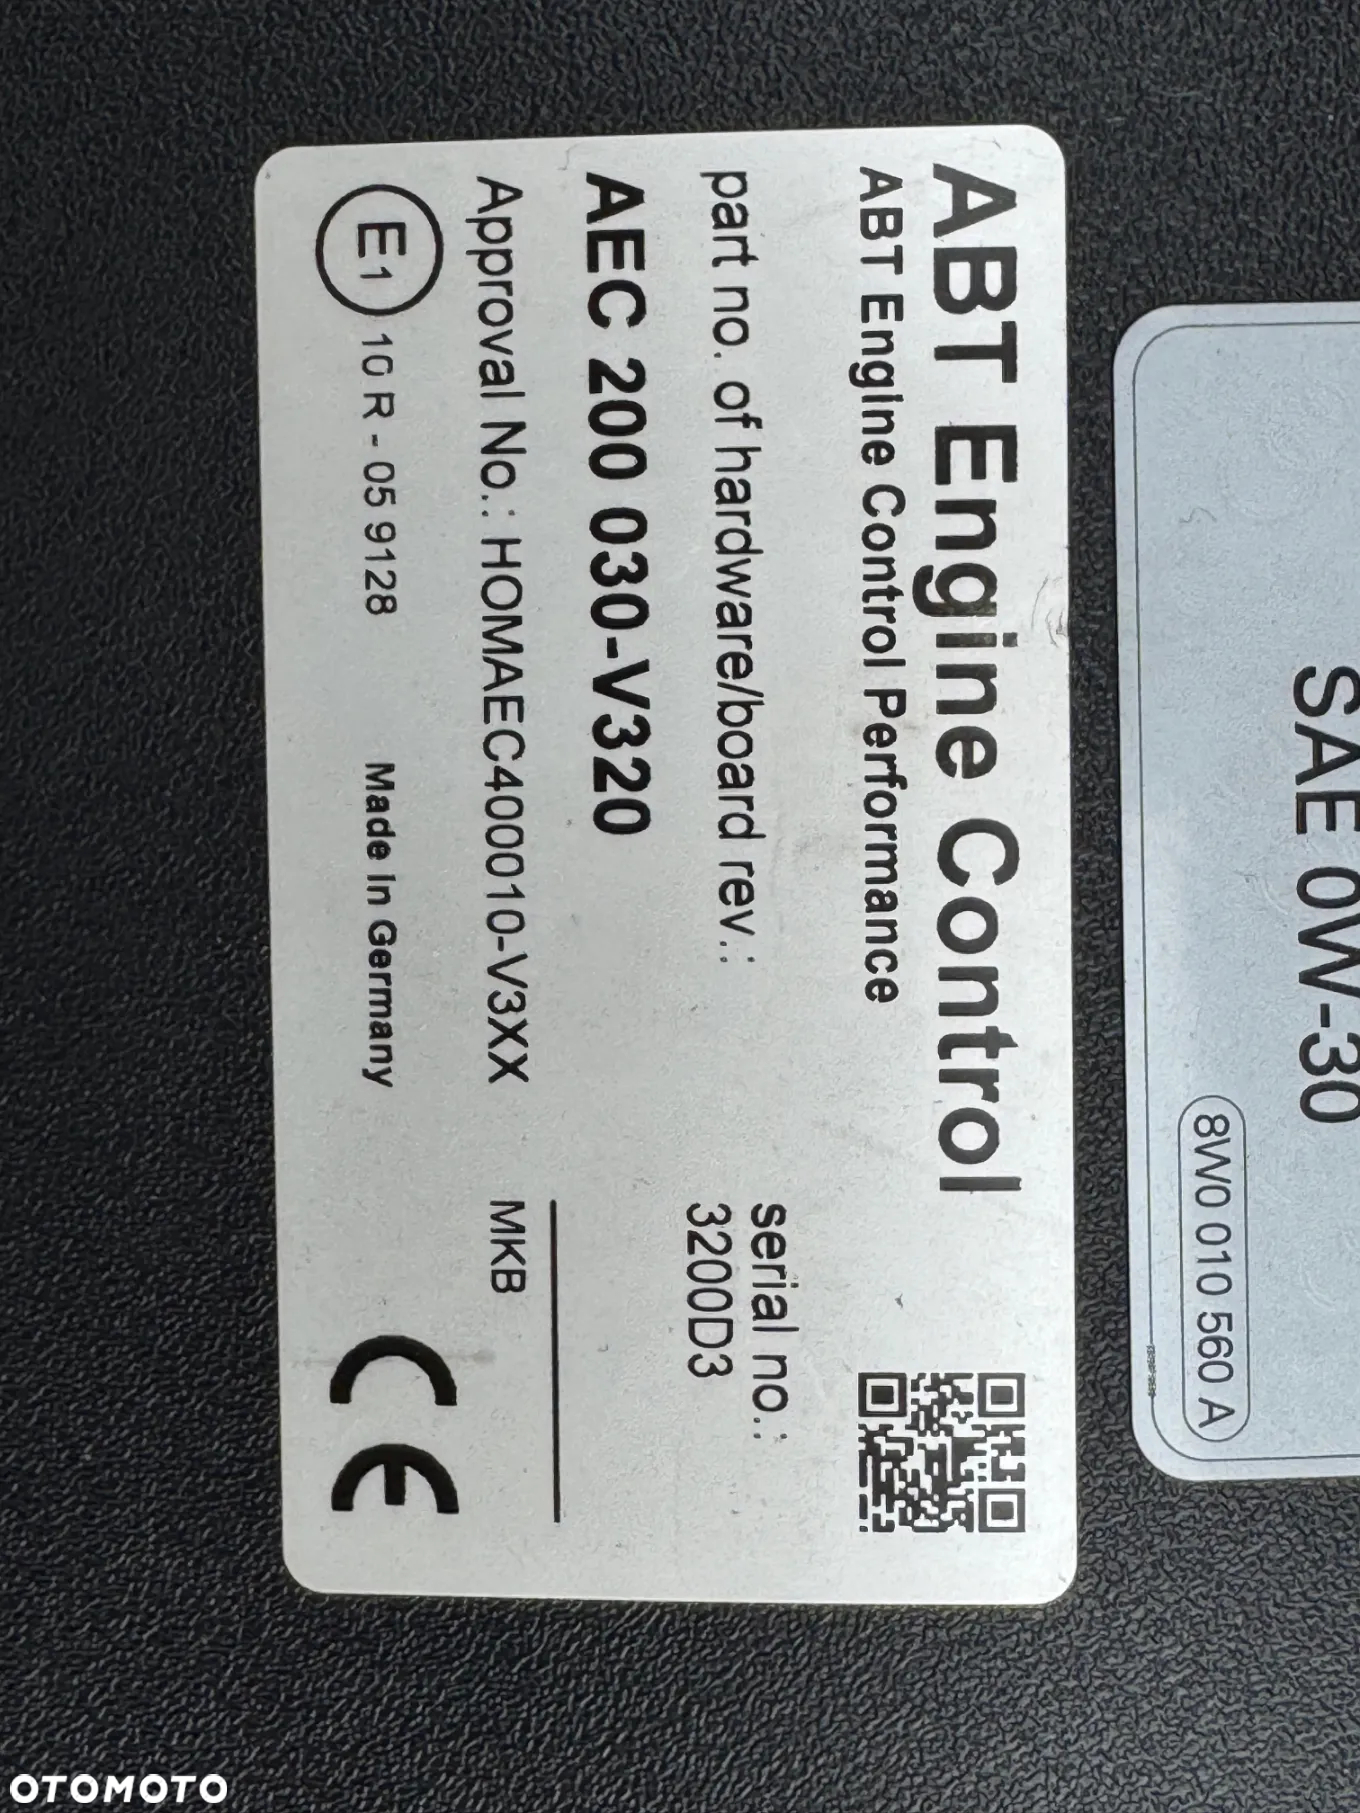 ABT Engine Control
ABT Engine Control Performance
part no. of hardware/board rev.:
serial no.:
AEC 200 030-V320
3200D3
Approval No.: HOMAEC400010-V3XX
MKB
E1 10 R - 05 9128
Made In Germany
CE
SAE 0W-30
8W0 010 560 A
OTOMOTO